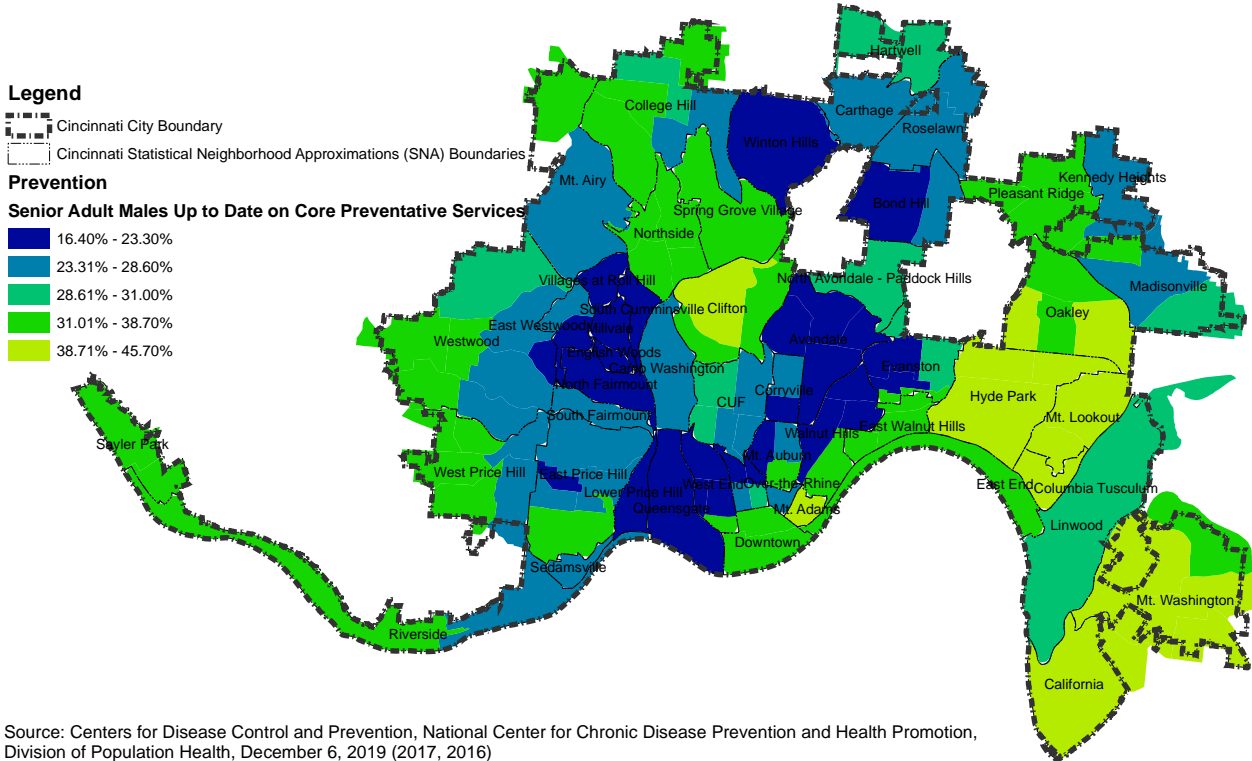 Legend
Cincinnati City Boundary
Cincinnati Statistical Neighborhood Approximations (SNA) Boundaries
Prevention
Senior Adult Males Up to Date on Core Preventative Services
16.40% - 23.30%
23.31% - 28.60%
28.61% - 31.00%
31.01% - 38.70%
38.71% - 45.70%
Hartwell
College Hill
Carthage
Roselawn
Winton Hills
Mt. Airy
Kennedy Heights
Pleasant Ridge
Bond Hill
Spring Grove Village
Northside
Villages at Roll Hill
North Avondale - Paddock Hills
Madisonville
South Cumminsville
Clifton
Oakley
East Westwood
Millvale
Westwood
Avondale
English Woods
Camp Washington
Evanston
North Fairmount
Corryville
Hyde Park
CUF
South Fairmount
Mt. Lookout
East Walnut Hills
Walnut Hills
Sayler Park
Mt. Auburn
West Price Hill
East Price Hill
West End
Over-the-Rhine
East End
Columbia Tusculum
Lower Price Hill
Queensgate
Mt. Adams
Linwood
Downtown
Sedamsville
Mt. Washington
Riverside
California
Source: Centers for Disease Control and Prevention, National Center for Chronic Disease Prevention and Health Promotion,
Division of Population Health, December 6, 2019 (2017, 2016)